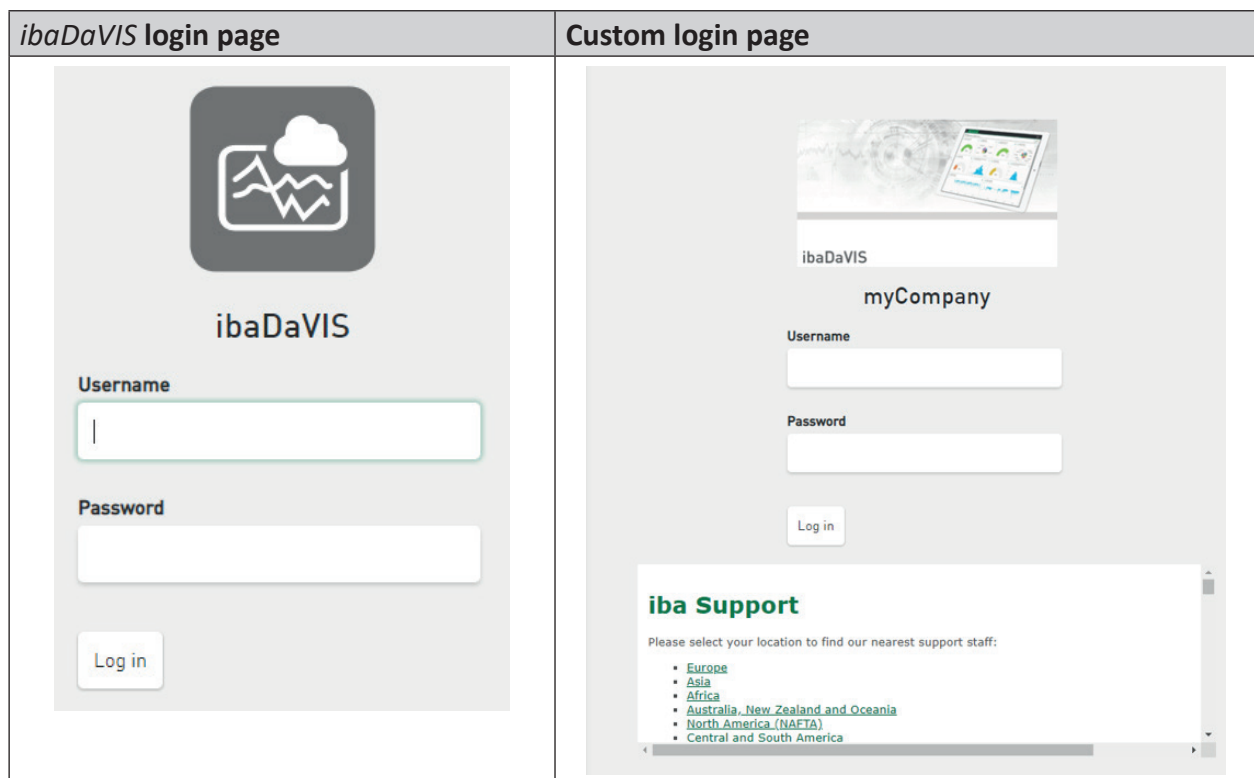 ibaDaVIS login page
Custom login page
ibaDaVIS
Username
Password
Log in
ibaDaVIS
myCompany
Username
Password
Log in
iba Support
Please select your location to find our nearest support staff:
Europe
Asia
Africa
Australia, New Zealand and Oceania
North America (NAFTA)
Central and South America